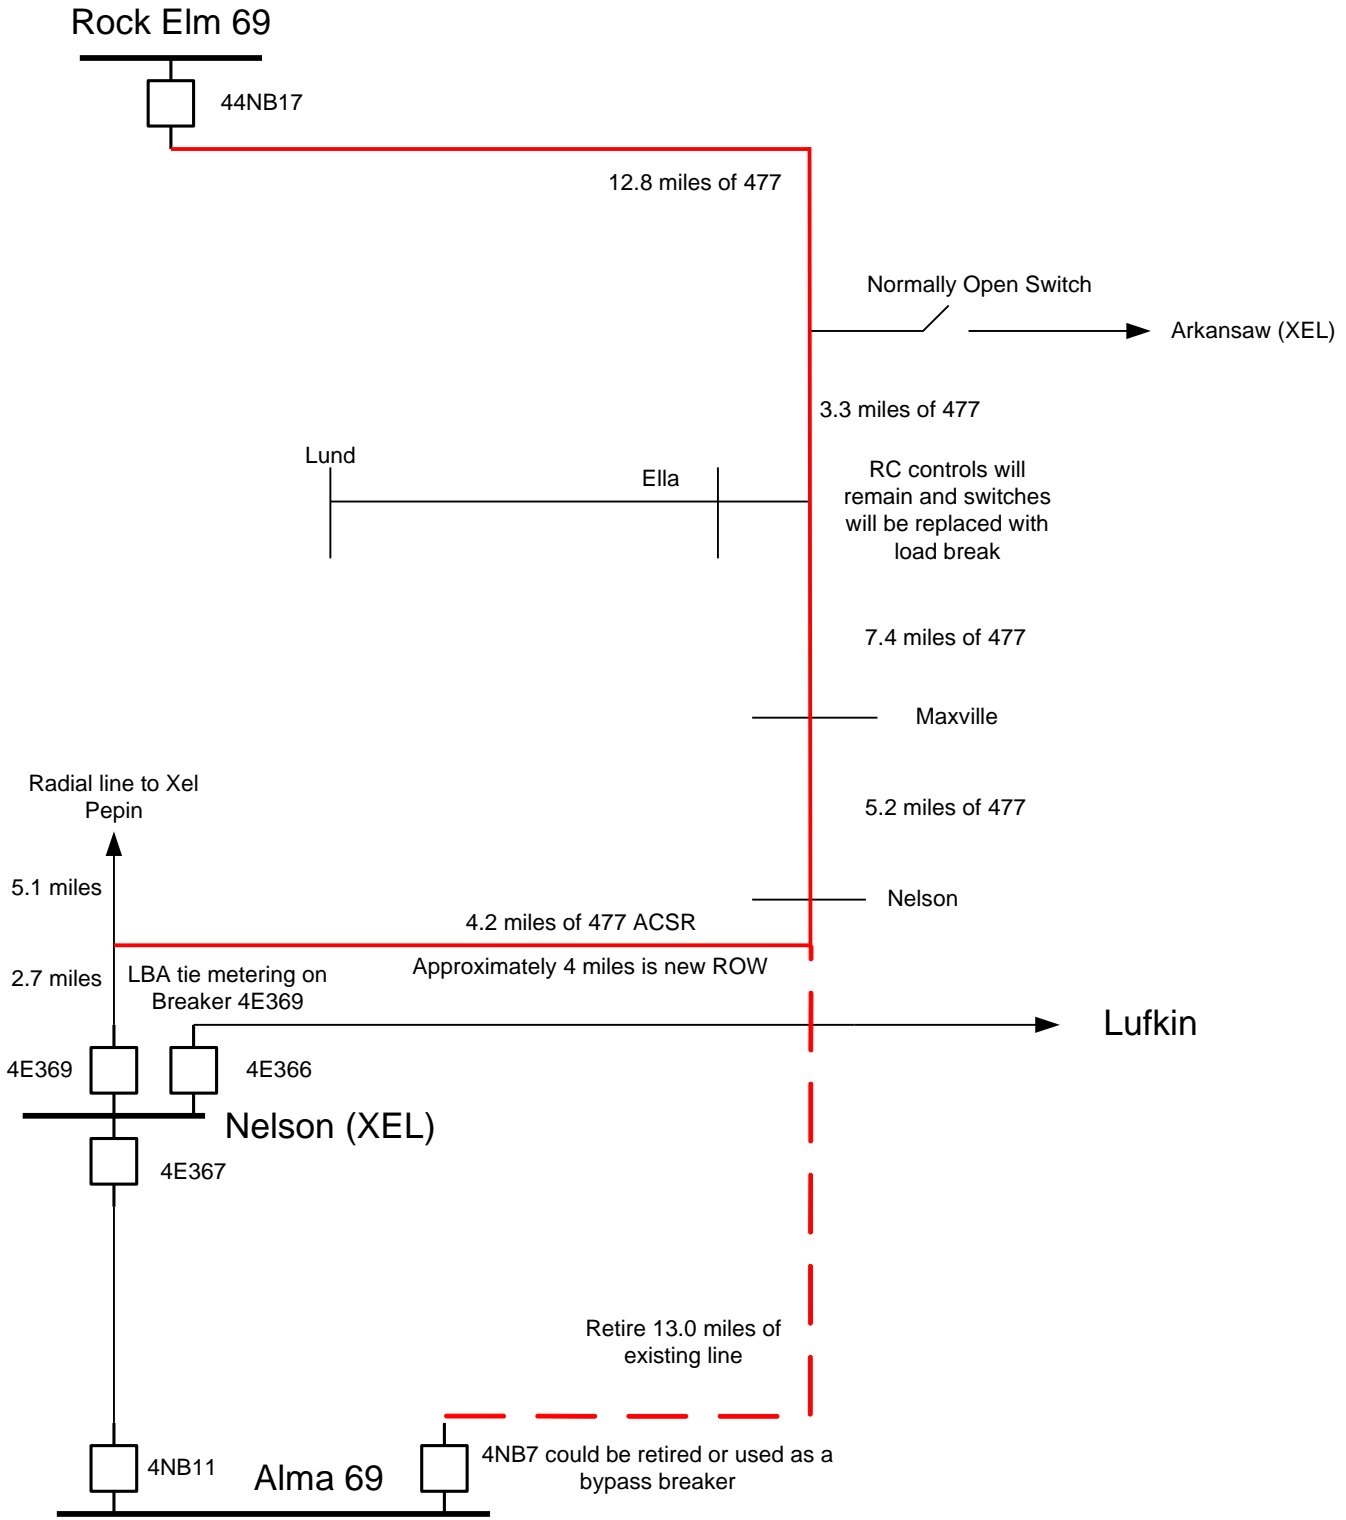 Rock Elm 69
44NB17
12.8 miles of 477
Normally Open Switch
Arkansaw (XEL)
3.3 miles of 477
Lund
Ella
RC controls will
remain and switches
will be replaced with
load break
7.4 miles of 477
Maxville
Radial line to Xel
Pepin
5.2 miles of 477
5.1 miles
Nelson
4.2 miles of 477 ACSR
Approximately 4 miles is new ROW
2.7 miles
LBA tie metering on
Breaker 4E369
Lufkin
4E369
4E366
Nelson (XEL)
4E367
Retire 13.0 miles of
existing line
4NB11
Alma 69
4NB7 could be retired or used as a
bypass breaker